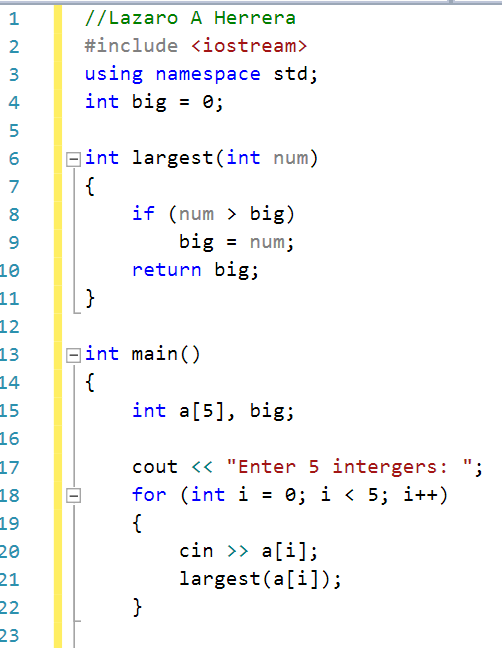 1 //Lazaro A Herrera
2 #include <iostream>
3 using namespace std;
4 int big = 0;
5
6 int largest(int num)
7 {
8 if (num > big)
9 big = num;
10 return big;
11 }
12
13 int main()
14 {
15 int a[5], big;
16
17 cout << "Enter 5 intergers: ";
18 for (int i = 0; i < 5; i++)
19 {
20 cin >> a[i];
21 largest(a[i]);
22 }
23